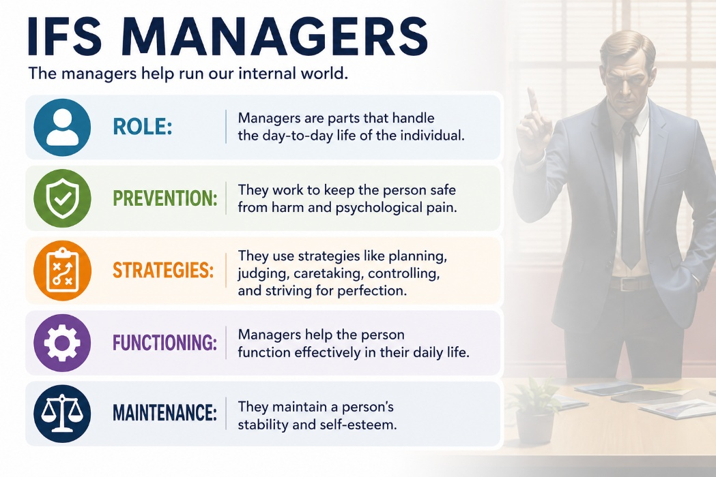 IFS MANAGERS
The managers help run our internal world.
ROLE:
Managers are parts that handle
the day-to-day life of the individual.
PREVENTION:
They work to keep the person safe
from harm and psychological pain.
STRATEGIES:
They use strategies like planning,
judging, caretaking, controlling,
and striving for perfection.
FUNCTIONING:
Managers help the person
function effectively in their daily life.
MAINTENANCE:
They maintain a person's
stability and self-esteem.